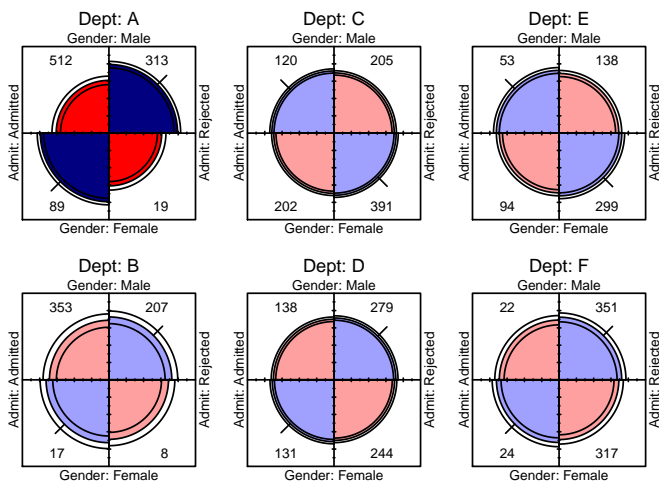 Dept: A
Gender: Male
512 313
Admit: Admitted
Admit: Rejected
89 19
Gender: Female
Dept: C
Gender: Male
120 205
Admit: Admitted
Admit: Rejected
202 391
Gender: Female
Dept: E
Gender: Male
53 138
Admit: Admitted
Admit: Rejected
94 299
Gender: Female
Dept: B
Gender: Male
353 207
Admit: Admitted
Admit: Rejected
17 8
Gender: Female
Dept: D
Gender: Male
138 279
Admit: Admitted
Admit: Rejected
131 244
Gender: Female
Dept: F
Gender: Male
22 351
Admit: Admitted
Admit: Rejected
24 317
Gender: Female